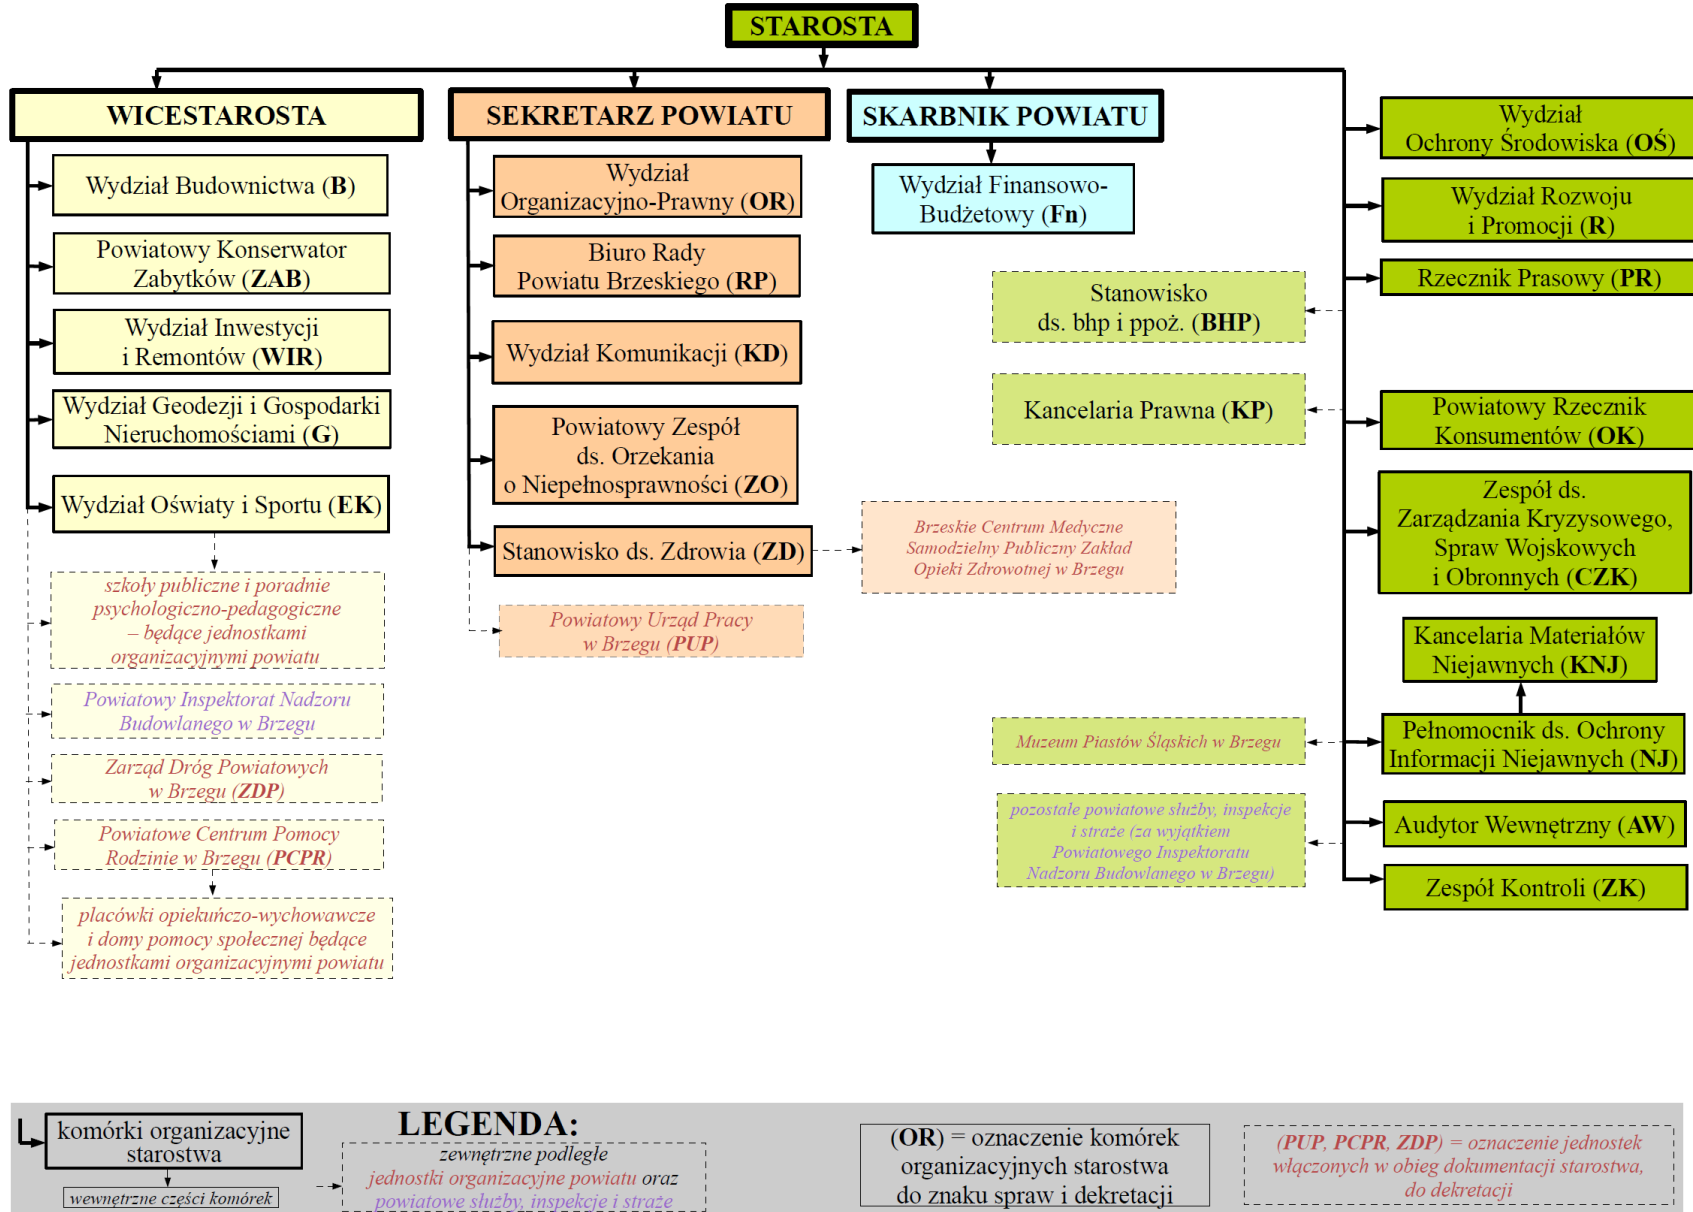 STAROSTA
WICESTAROSTA
Wydział Budownictwa (B)
Powiatowy Konserwator
Zabytków (ZAB)
Wydział Inwestycji
i Remontów (WIR)
Wydział Geodezji i Gospodarki
Nieruchomościami (G)
Wydział Oświaty i Sportu (EK)
szkoły publiczne i poradnie
psychologiczno-pedagogiczne
– będące jednostkami
organizacyjnymi powiatu
Powiatowy Inspektorat Nadzoru
Budowlanego w Brzegu
Zarząd Dróg Powiatowych
w Brzegu (ZDP)
Powiatowe Centrum Pomocy
Rodzinie w Brzegu (PCPR)
placówki opiekuńczo-wychowawcze
i domy pomocy społecznej będące
jednostkami organizacyjnymi powiatu
SEKRETARZ POWIATU
Wydział
Organizacyjno-Prawny (OR)
Biuro Rady
Powiatu Brzeskiego (RP)
Wydział Komunikacji (KD)
Powiatowy Zespół
ds. Orzekania
o Niepełnosprawności (ZO)
Stanowisko ds. Zdrowia (ZD)
Brzeskie Centrum Medyczne
Samodzielny Publiczny Zakład
Opieki Zdrowotnej w Brzegu
Powiatowy Urząd Pracy
w Brzegu (PUP)
SKARBNIK POWIATU
Wydział Finansowo-
Budżetowy (Fn)
Stanowisko
ds. bhp i ppoż. (BHP)
Kancelaria Prawna (KP)
Muzeum Piastów Śląskich w Brzegu
pozostałe powiatowe służby, inspekcje
i straże (za wyjątkiem
Powiatowego Inspektoratu
Nadzoru Budowlanego w Brzegu)
Wydział
Ochrony Środowiska (OŚ)
Wydział Rozwoju
i Promocji (R)
Rzecznik Prasowy (PR)
Powiatowy Rzecznik
Konsumentów (OK)
Zespół ds.
Zarządzania Kryzysowego,
Spraw Wojskowych
i Obronnych (CZK)
Kancelaria Materiałów
Niejawnych (KNJ)
Pełnomocnik ds. Ochrony
Informacji Niejawnych (NJ)
Audytor Wewnętrzny (AW)
Zespół Kontroli (ZK)
LEGENDA:
komórki organizacyjne
starostwa
wewnętrzne części komórek
zewnętrzne podległe
jednostki organizacyjne powiatu oraz
powiatowe służby, inspekcje i straże
(OR) = oznaczenie komórek
organizacyjnych starostwa
do znaku spraw i dekretacji
(PUP, PCPR, ZDP) = oznaczenie jednostek
włączonych w obieg dokumentacji starostwa,
do dekretacji